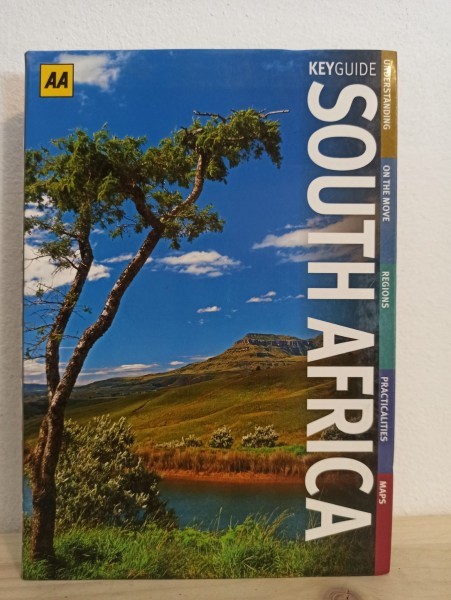 AA
KEYGUIDE
SOUTH AFRICA
UNDERSTANDING
ON THE MOVE
REGIONS
PRACTICALITIES
MAPS